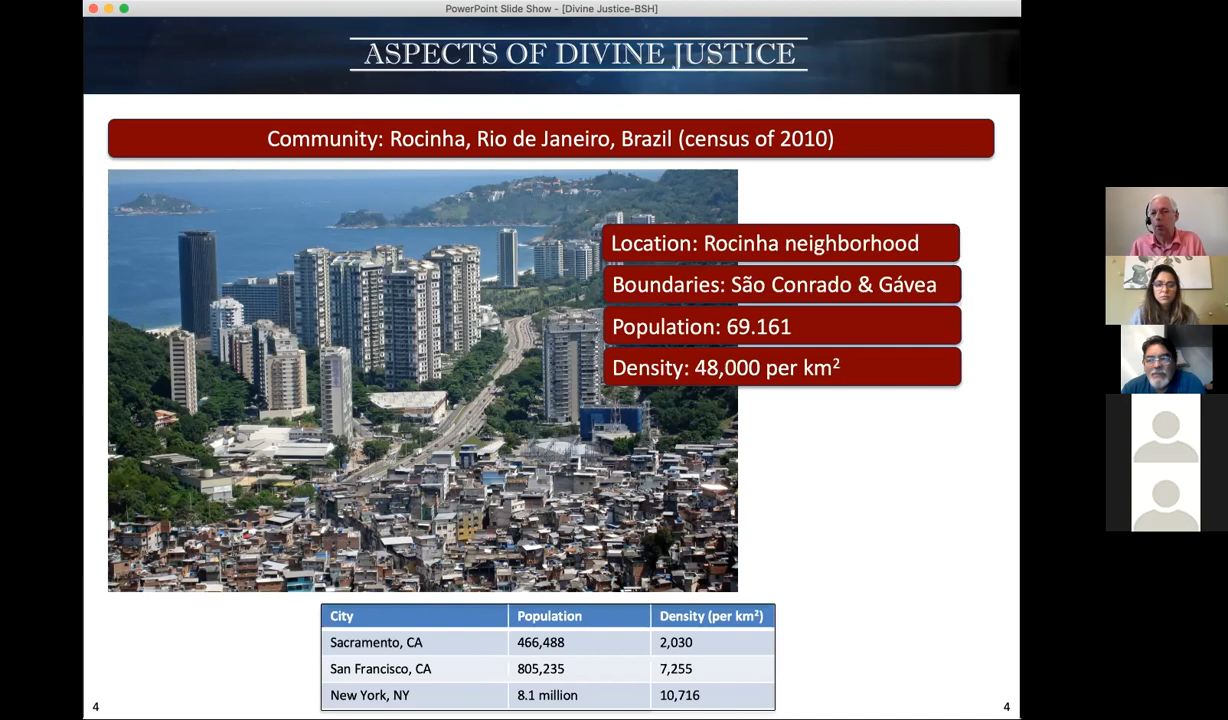 PowerPoint Slide Show - [Divine Justice-BSH]
ASPECTS OF DIVINE JUSTICE
Community: Rocinha, Rio de Janeiro, Brazil (census of 2010)
Location: Rocinha neighborhood
Boundaries: São Conrado & Gávea
Population: 69.161
Density: 48,000 per km²
City Population Density (per km²)
Sacramento, CA 466,488 2,030
San Francisco, CA 805,235 7,255
New York, NY 8.1 million 10,716
4 4